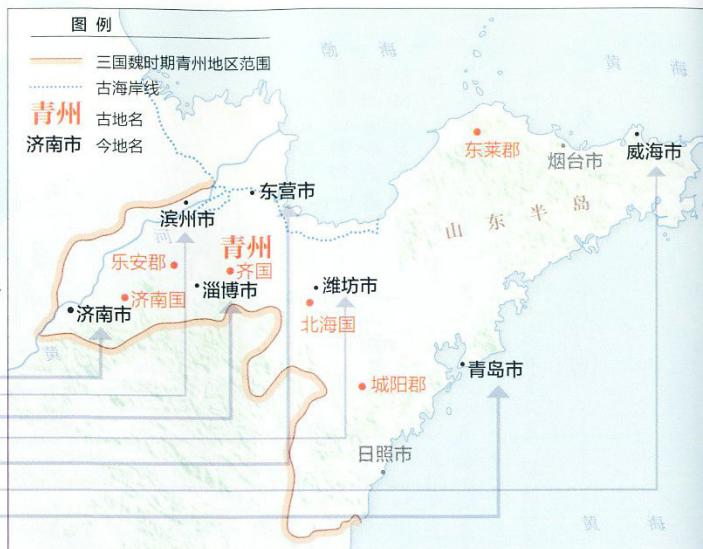 图例
三国魏时期青州地区范围
古海岸线
青州 古地名
济南市 今地名
渤海
黄海
东莱郡
烟台市
威海市
山东半岛
东营市
滨州市
河
青州
乐安郡
齐国
淄博市
潍坊市
济南国
济南市
北海国
黄
青岛市
城阳郡
日照市
黄海